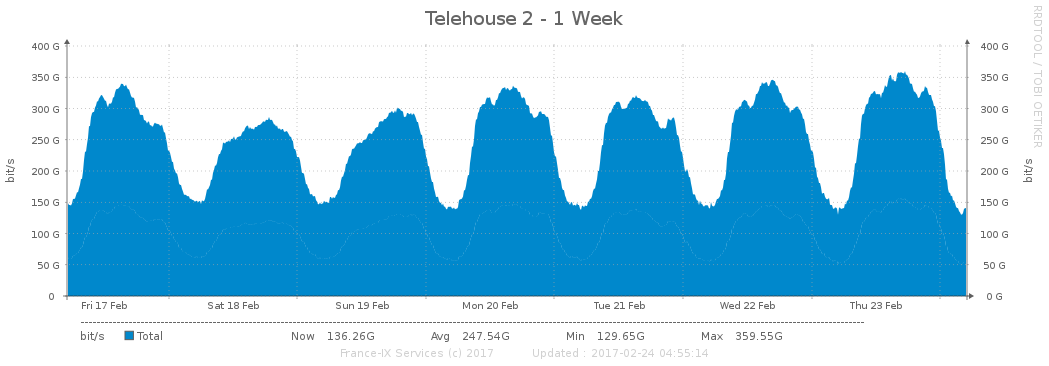 Telehouse 2 - 1 Week
RRDTOOL / TOBI OETIKER
400 G 400 G
350 G 350 G
300 G 300 G
250 G 250 G
200 G 200 G
150 G 150 G
100 G 100 G
50 G 50 G
0 0 G
bit/s bit/s
Fri 17 Feb Sat 18 Feb Sun 19 Feb Mon 20 Feb Tue 21 Feb Wed 22 Feb Thu 23 Feb
bit/s Total Now 136.26G Avg 247.54G Min 129.65G Max 359.55G
France-IX Services (c) 2017 Updated : 2017-02-24 04:55:14